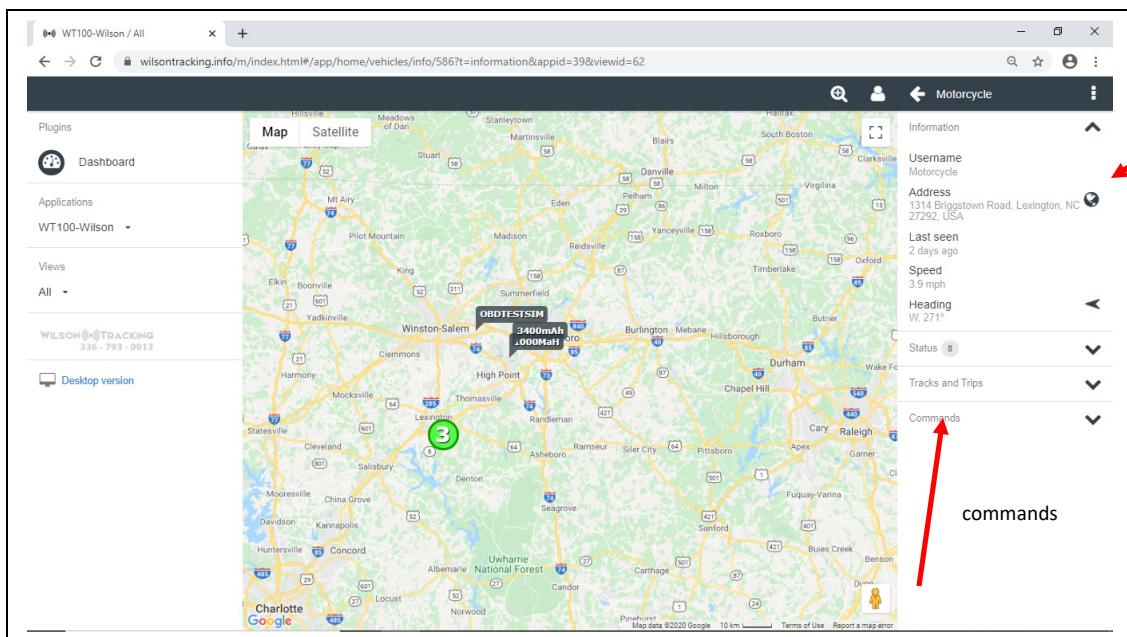 WT100-Wilson / All
wilsontracking.info/m/index.html#/app/home/vehicles/info/586?t=information&appid=39&viewid=62
Motorcycle
Plugins
Dashboard
Applications
WT100-Wilson
Views
All
WILSON TRACKING
336 - 793 - 0013
Desktop version
Map Satellite
Hillsville
Meadows
of Dan
Stanleytown
Martinsville
Blairs
Halifax
South Boston
Stuart
Danville
Clarksville
Mt Airy
Eden
Pelham
Milton
Virgilina
Pilot Mountain
Madison
Reidsville
Yanceyville
Roxboro
Oxford
King
Timberlake
Elkin
Boonville
Summerfield
Yadkinville
OBDTESTSIM
Butner
Winston-Salem
3400mAh
1000MaH
Burlington
Mebane
Hillsborough
Clemmons
Durham
Wake
Harmony
High Point
Chapel Hill
Mocksville
Thomasville
Lexington
Randleman
Statesville
3
Cary
Raleigh
Cleveland
Asheboro
Ramseur
Siler City
Pittsboro
Apex
Garner
Salisbury
Denton
Mooresville
China Grove
Seagrove
Fuquay-Varina
Davidson
Kannapolis
Sanford
Huntersville
Concord
Buies Creek
Benson
Albemarle
Uwharrie
National Forest
Carthage
Candor
Locust
Charlotte
Norwood
Pinehurst
Google
Map data ©2020 Google
10 km
Terms of Use
Report a map error
Information
Username
Motorcycle
Address
1314 Briggstown Road, Lexington, NC
27292, USA
Last seen
2 days ago
Speed
3.9 mph
Heading
W, 271°
Status 8
Tracks and Trips
Commands
commands